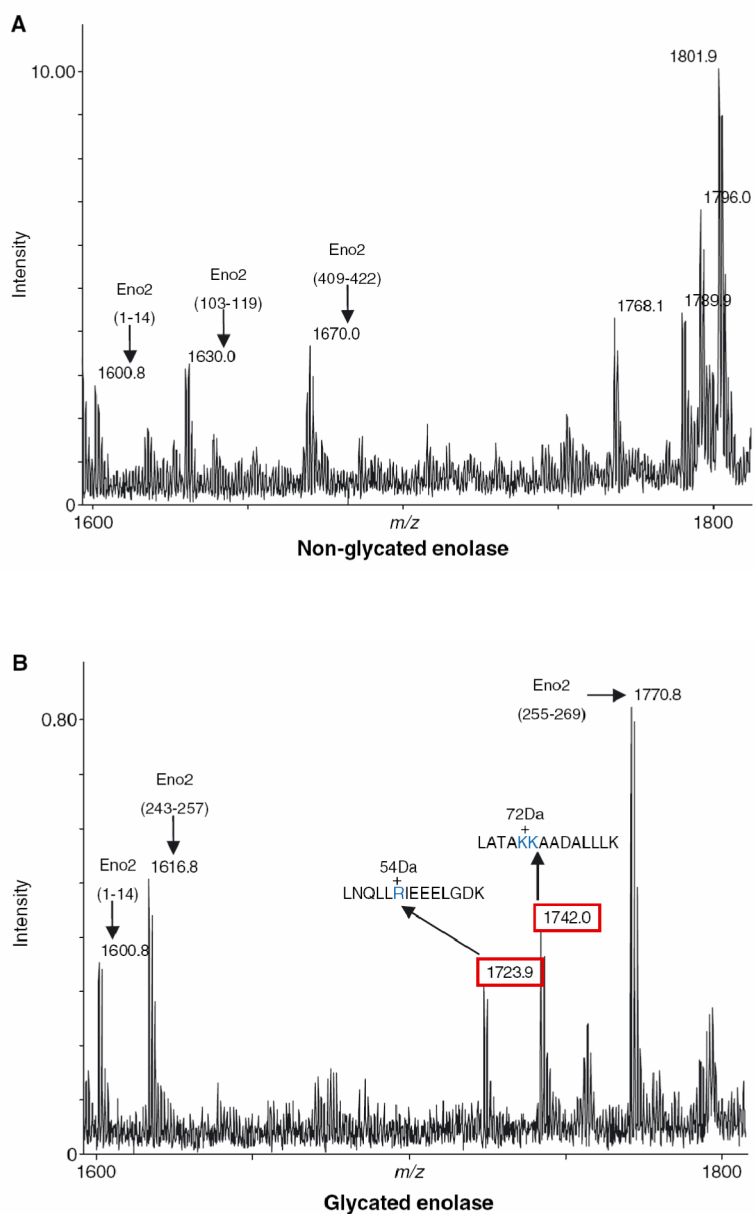 A
10.00
1801.9
1796.0
Eno2
(409-422)
Eno2
(103-119)
Eno2
(1-14)
1768.1
1789.9
1670.0
1630.0
1600.8
Intensity
0
1600
m/z
1800
Non-glycated enolase
B
Eno2
(255-269)
1770.8
0.80
Eno2
(243-257)
72Da
+
LATAKKAADALLLK
54Da
+
LNQLLRIEEELGDK
Eno2
(1-14)
1616.8
1742.0
1600.8
1723.9
Intensity
0
1600
m/z
1800
Glycated enolase